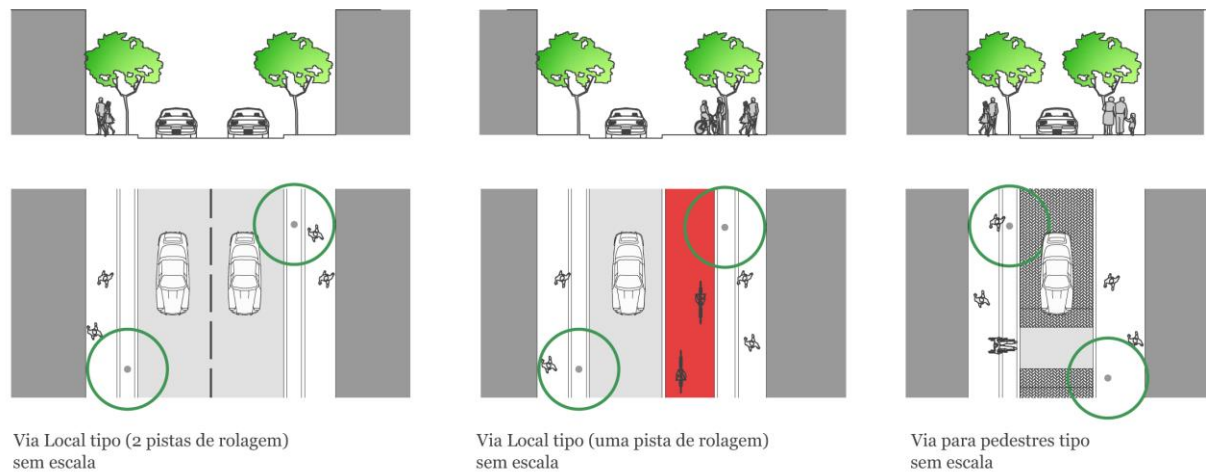 Via Local tipo (2 pistas de rolagem)
sem escala
Via Local tipo (uma pista de rolagem)
sem escala
Via para pedestres tipo
sem escala